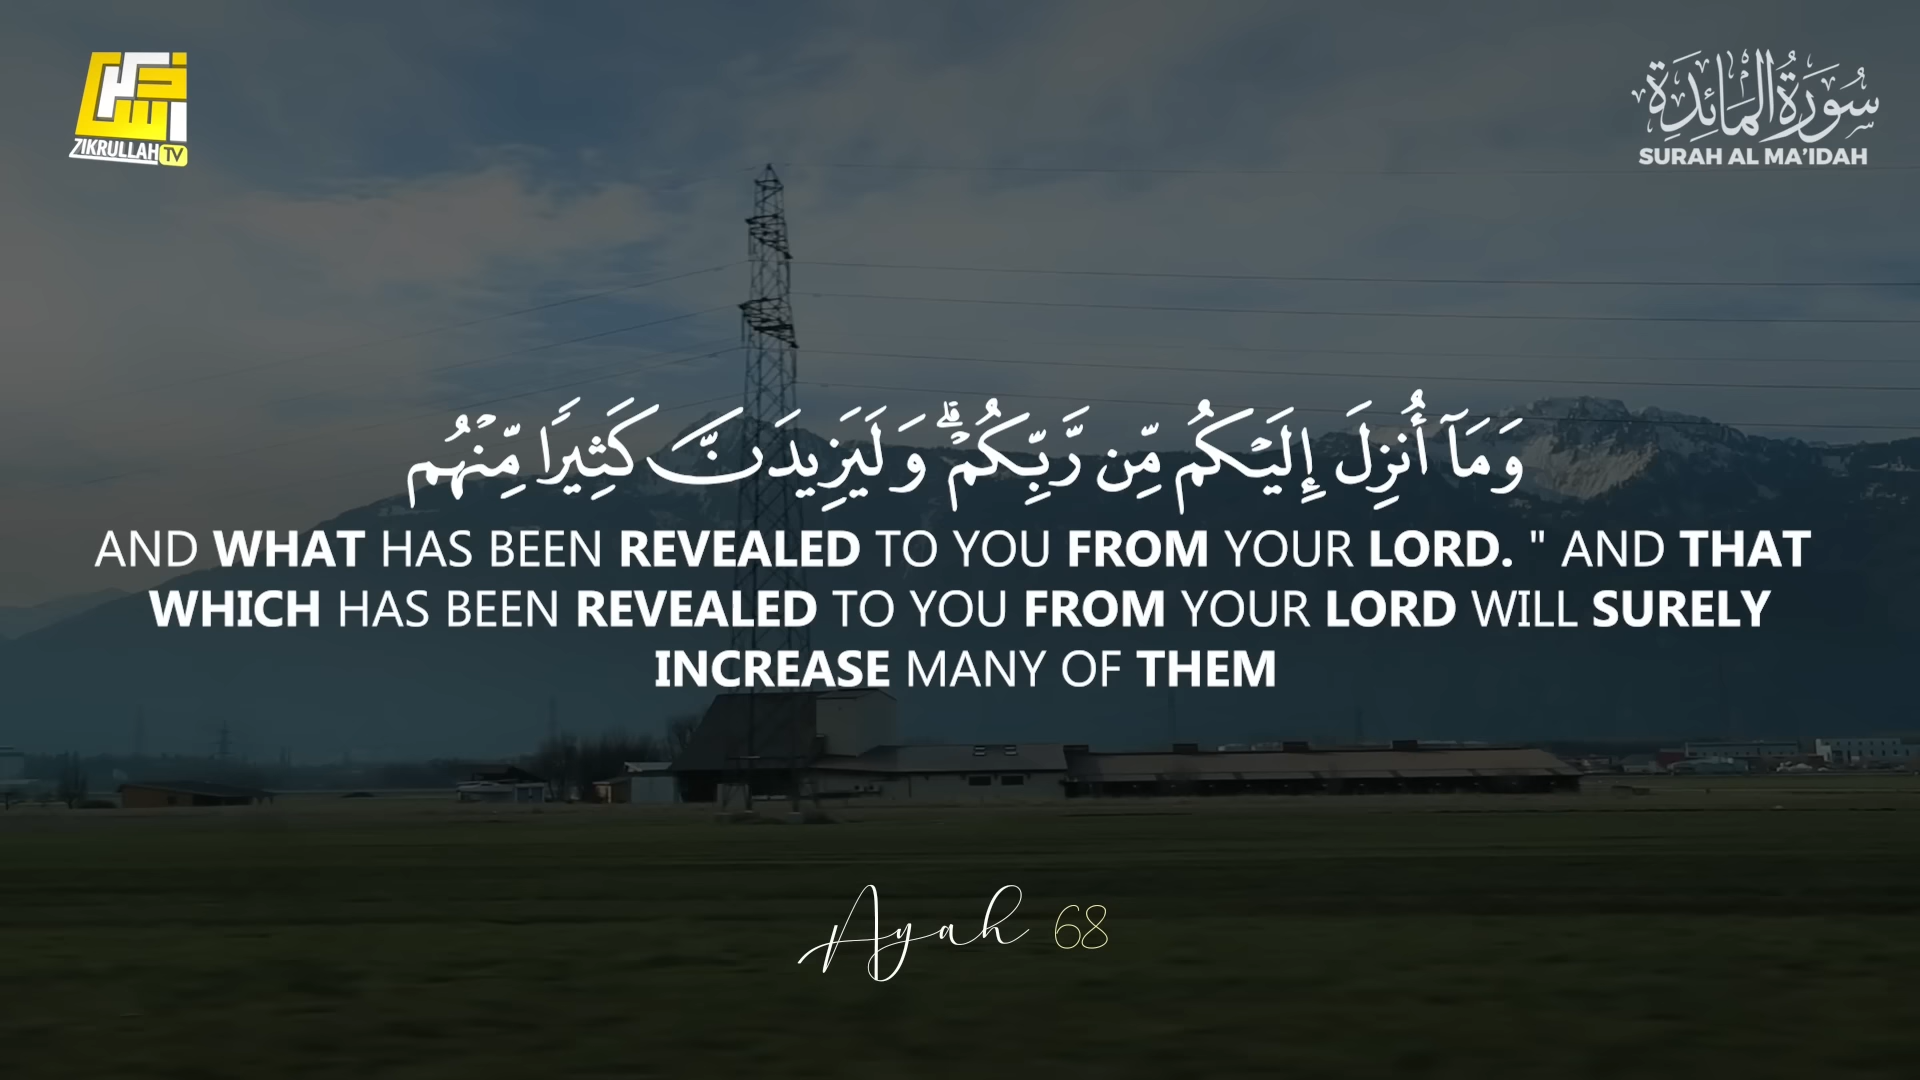 ZIKRULLAH TV
سُورَةُ المَائِدَة
SURAH AL MA'IDAH
وَمَآ أُنزِلَ إِلَيۡكُم مِّن رَّبِّكُمۡۗ وَلَيَزِيدَنَّ كَثِيرًا مِّنۡهُم
AND WHAT HAS BEEN REVEALED TO YOU FROM YOUR LORD. " AND THAT
WHICH HAS BEEN REVEALED TO YOU FROM YOUR LORD WILL SURELY
INCREASE MANY OF THEM
Ayah 68